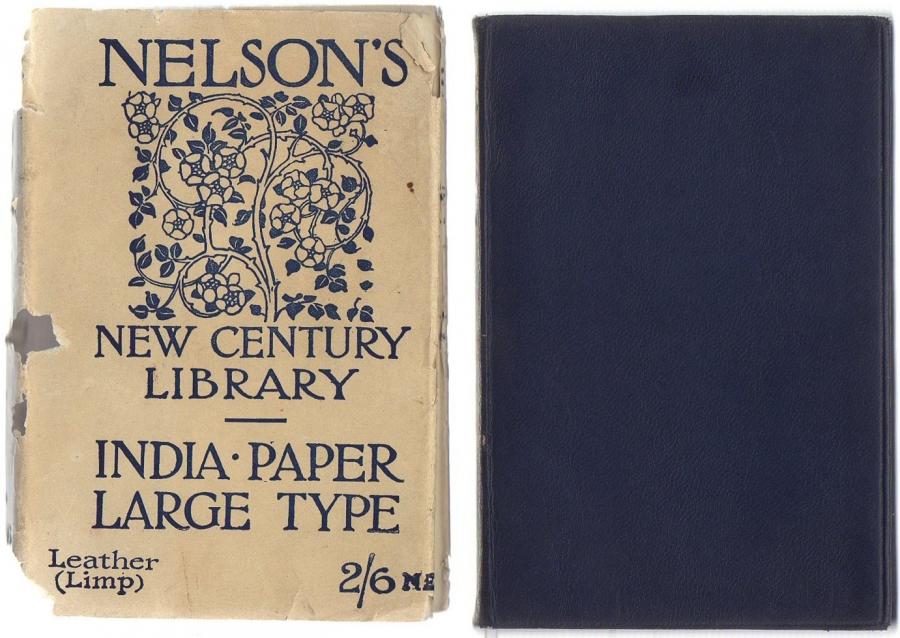 NELSON'S
NEW CENTURY
LIBRARY
INDIA · PAPER
LARGE TYPE
Leather
(Limp)
2/6